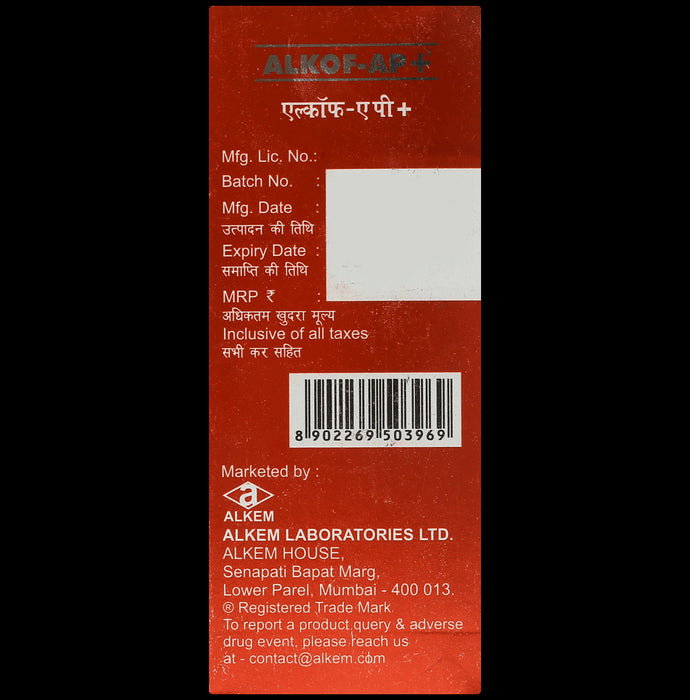 ALKOF-AP+
एल्कॉफ-ए पी+
Mfg. Lic. No.:
Batch No. :
Mfg. Date :
उत्पादन की तिथि
Expiry Date :
समाप्ति की तिथि
MRP ₹ :
अधिकतम खुदरा मूल्य
Inclusive of all taxes
सभी कर सहित
8 902269 503969
Marketed by :
a
ALKEM
ALKEM LABORATORIES LTD.
ALKEM HOUSE,
Senapati Bapat Marg,
Lower Parel, Mumbai - 400 013.
® Registered Trade Mark
To report a product query & adverse
drug event, please reach us
at - contact@alkem.com